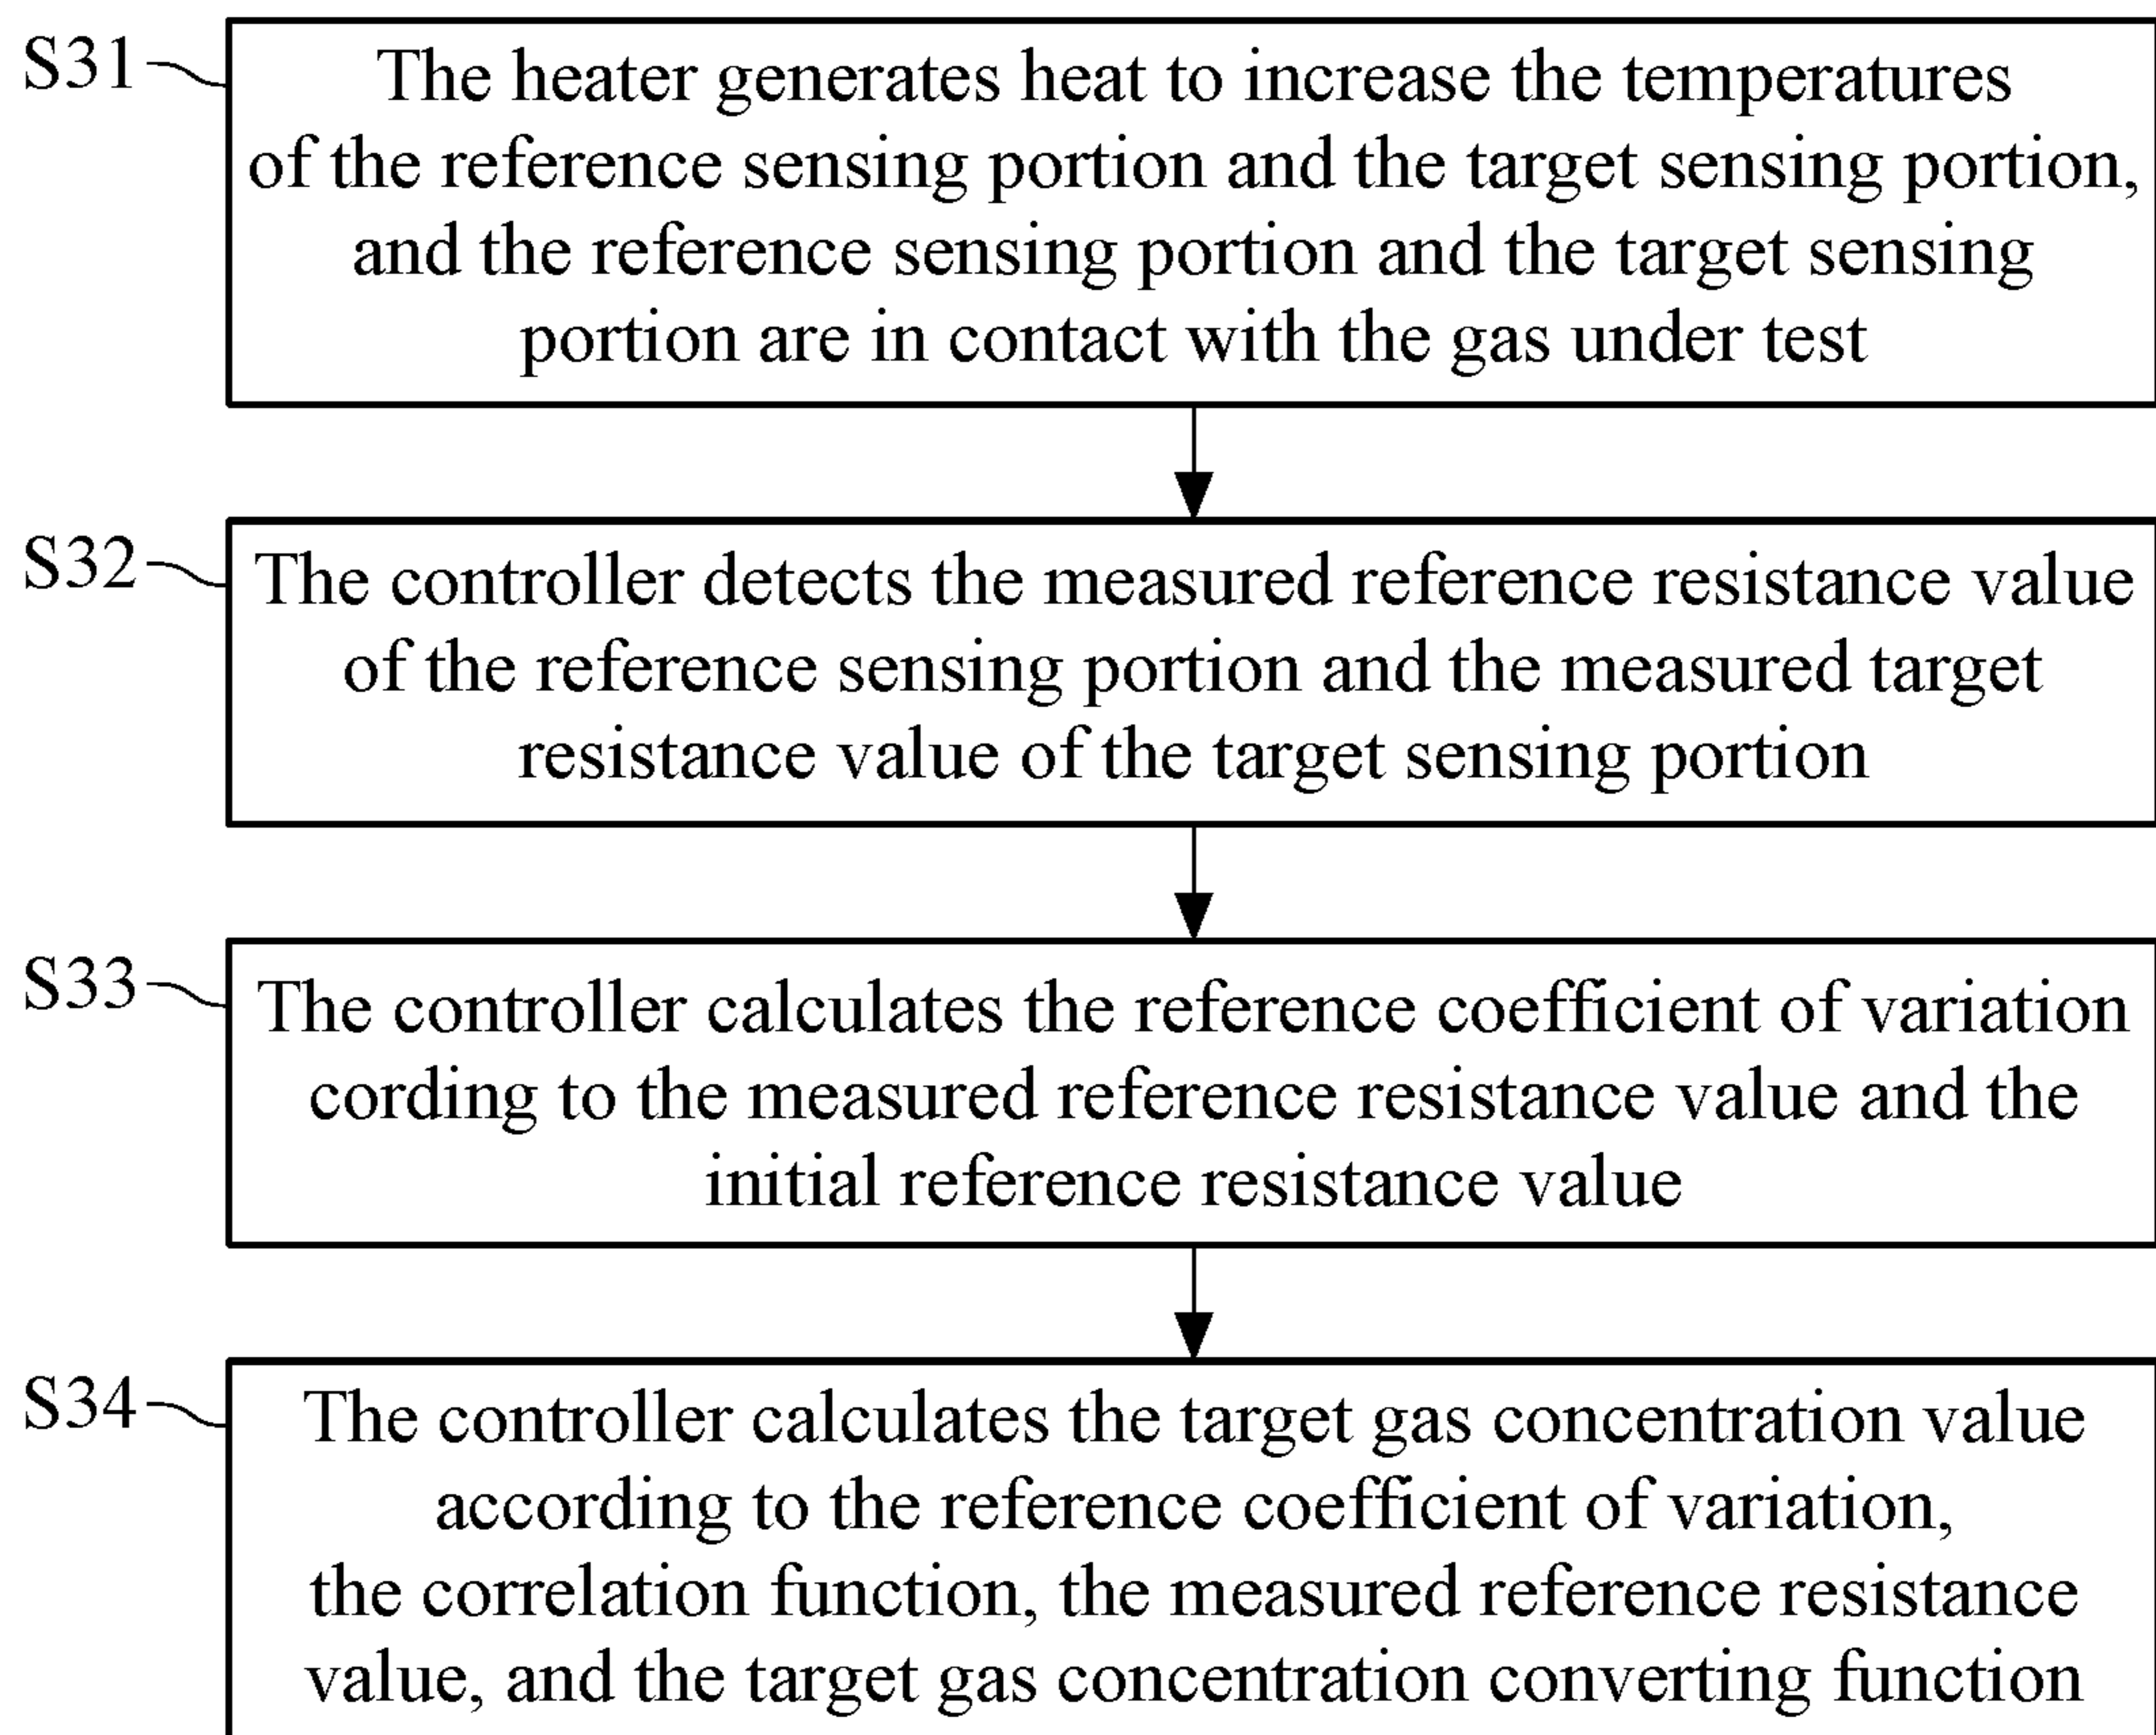 S31
The heater generates heat to increase the temperatures
of the reference sensing portion and the target sensing portion,
and the reference sensing portion and the target sensing
portion are in contact with the gas under test
S32
The controller detects the measured reference resistance value
of the reference sensing portion and the measured target
resistance value of the target sensing portion
S33
The controller calculates the reference coefficient of variation
cording to the measured reference resistance value and the
initial reference resistance value
S34
The controller calculates the target gas concentration value
according to the reference coefficient of variation,
the correlation function, the measured reference resistance
value, and the target gas concentration converting function